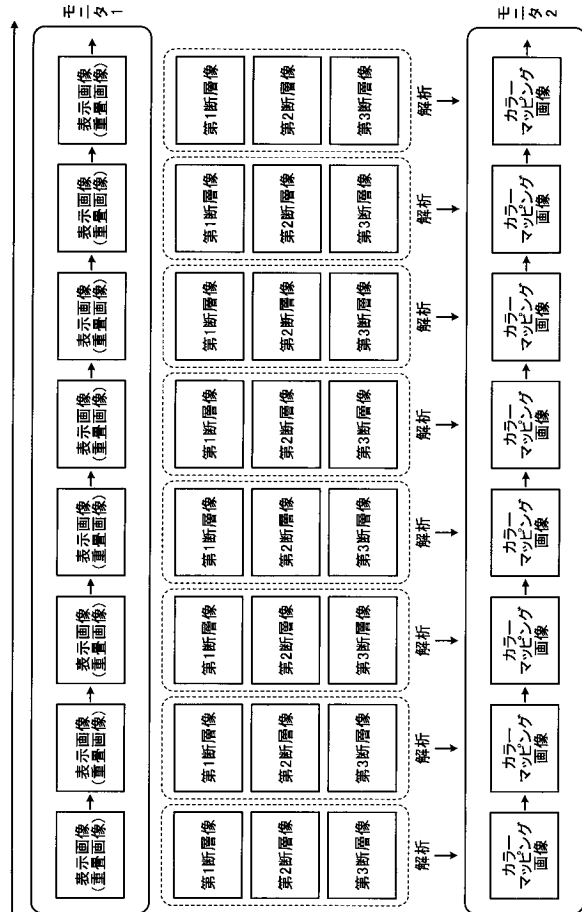 表示画像
(重畳画像)
表示画像
(重畳画像)
表示画像
(重畳画像)
表示画像
(重畳画像)
表示画像
(重畳画像)
表示画像
(重畳画像)
表示画像
(重畳画像)
表示画像
(重畳画像)
モニタ1
第1断層像
第1断層像
第1断層像
第1断層像
第1断層像
第1断層像
第1断層像
第1断層像
第2断層像
第2断層像
第2断層像
第2断層像
第2断層像
第2断層像
第2断層像
第2断層像
第3断層像
第3断層像
第3断層像
第3断層像
第3断層像
第3断層像
第3断層像
第3断層像
解析
解析
解析
解析
解析
解析
解析
解析
カラー
マッピング
画像
カラー
マッピング
画像
カラー
マッピング
画像
カラー
マッピング
画像
カラー
マッピング
画像
カラー
マッピング
画像
カラー
マッピング
画像
カラー
マッピング
画像
モニタ2